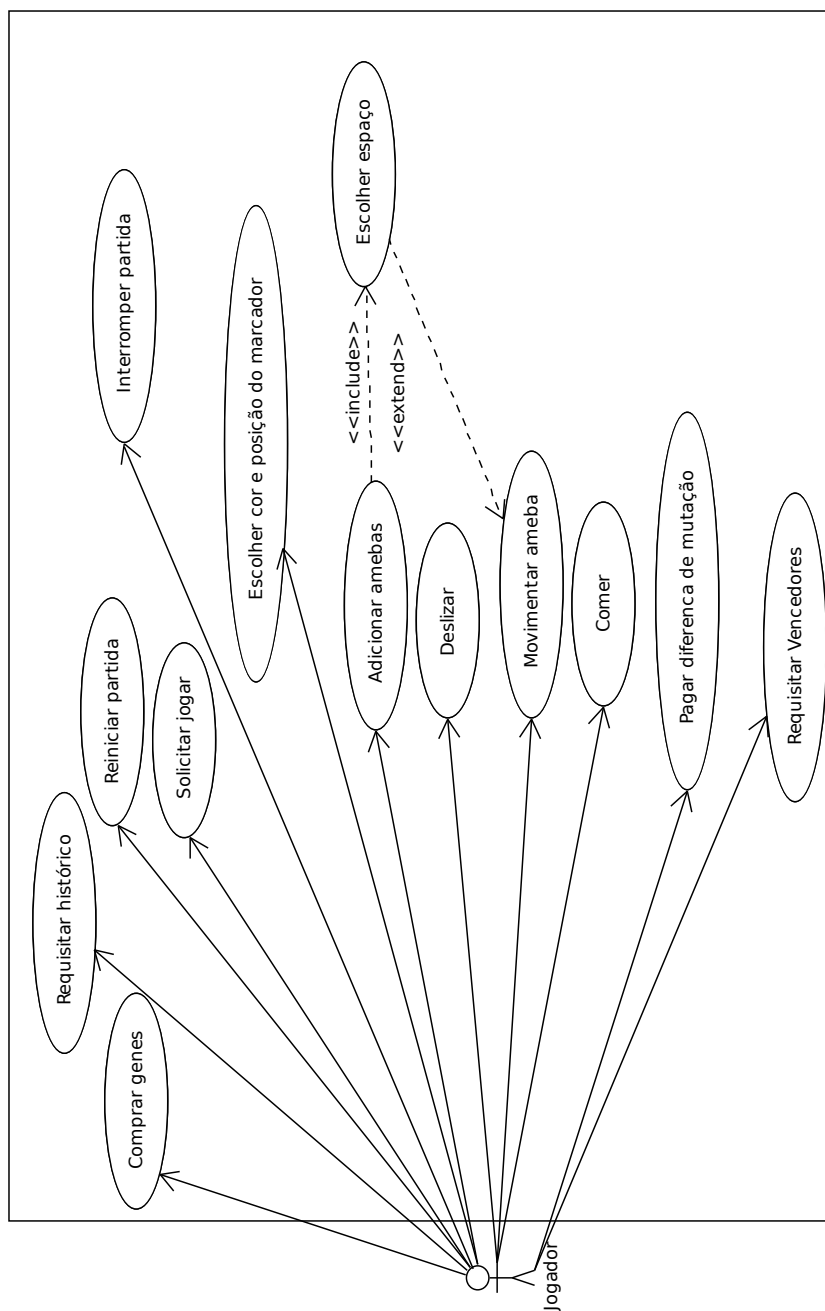 Requisitar histórico
Comprar genes
Reiniciar partida
Interromper partida
Solicitar jogar
Escolher cor e posição do marcador
<<include>>
Escolher espaço
Adicionar amebas
<<extend>>
Deslizar
Jogador
Movimentar ameba
Comer
Pagar diferenca de mutação
Requisitar Vencedores